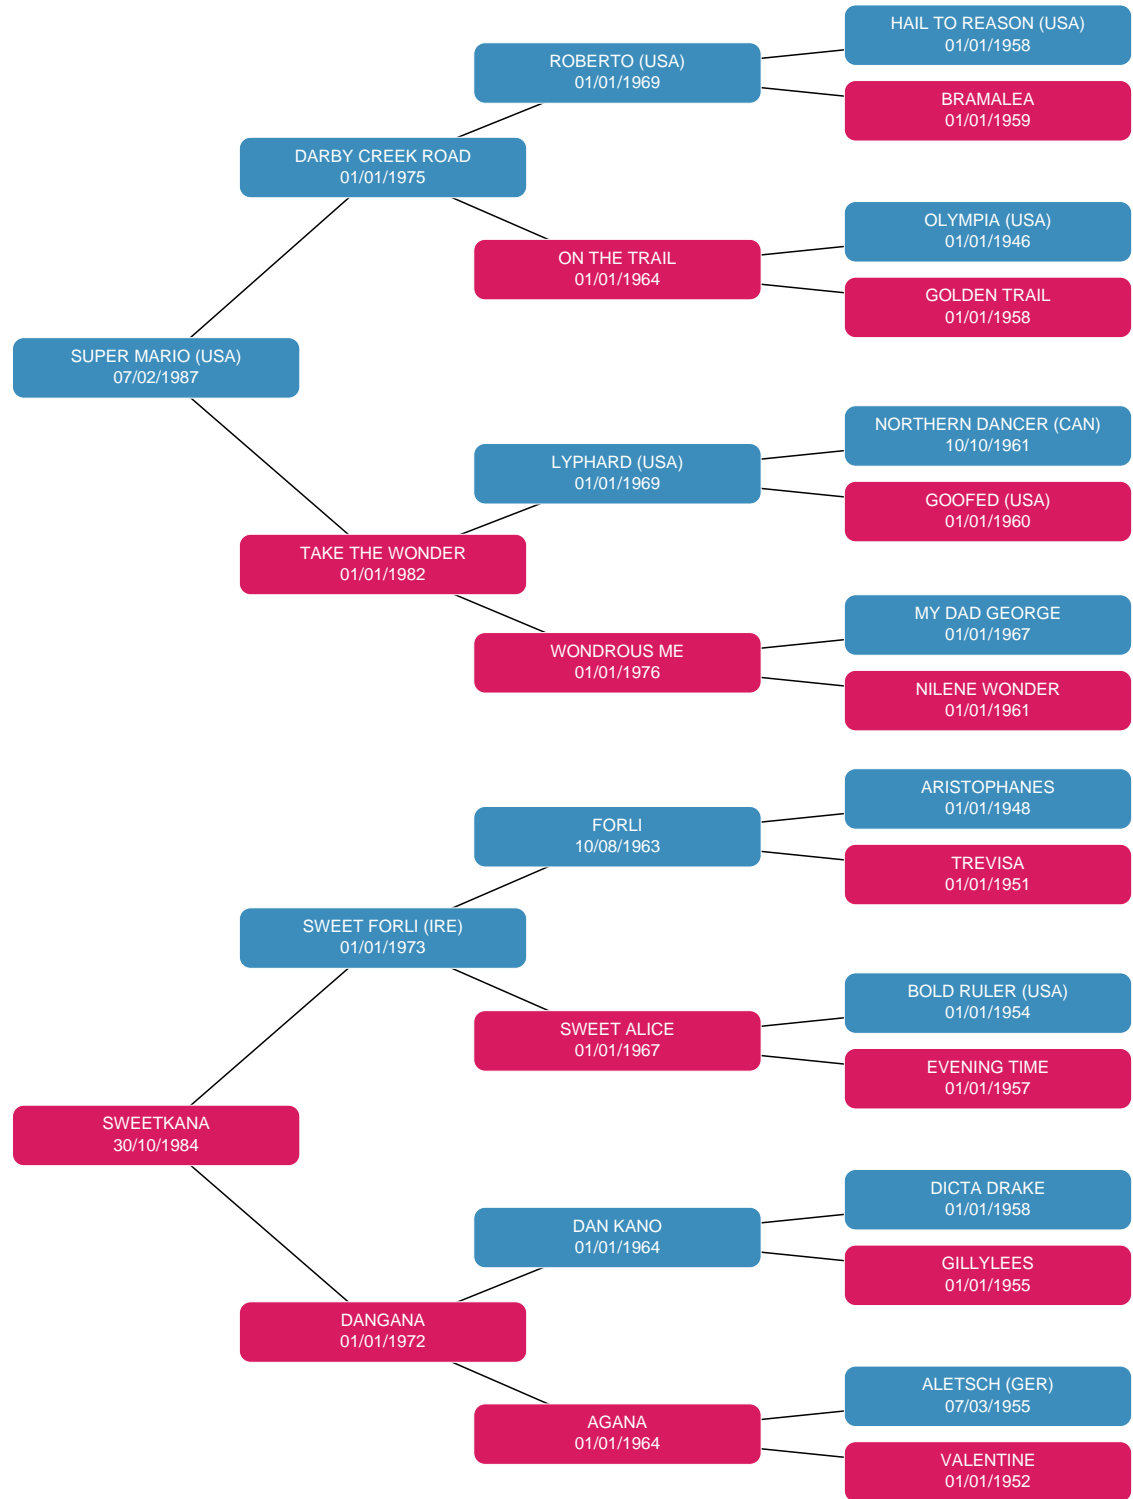 HAIL TO REASON (USA)
01/01/1958
ROBERTO (USA)
01/01/1969
BRAMALEA
01/01/1959
DARBY CREEK ROAD
01/01/1975
OLYMPIA (USA)
01/01/1946
ON THE TRAIL
01/01/1964
GOLDEN TRAIL
01/01/1958
SUPER MARIO (USA)
07/02/1987
NORTHERN DANCER (CAN)
10/10/1961
LYPHARD (USA)
01/01/1969
GOOFED (USA)
01/01/1960
TAKE THE WONDER
01/01/1982
MY DAD GEORGE
01/01/1967
WONDROUS ME
01/01/1976
NILENE WONDER
01/01/1961
ARISTOPHANES
01/01/1948
FORLI
10/08/1963
TREVISA
01/01/1951
SWEET FORLI (IRE)
01/01/1973
BOLD RULER (USA)
01/01/1954
SWEET ALICE
01/01/1967
EVENING TIME
01/01/1957
SWEETKANA
30/10/1984
DICTA DRAKE
01/01/1958
DAN KANO
01/01/1964
GILLYLEES
01/01/1955
DANGANA
01/01/1972
ALETSCH (GER)
07/03/1955
AGANA
01/01/1964
VALENTINE
01/01/1952